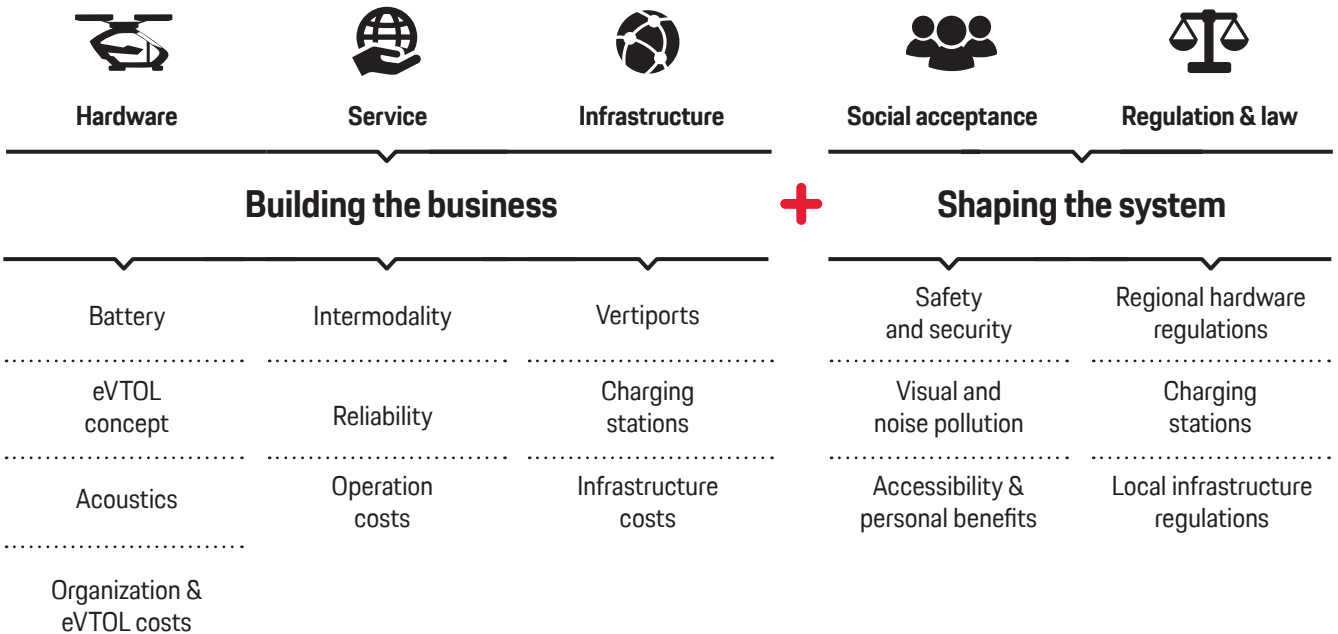 Hardware
Service
Infrastructure
Social acceptance
Regulation & law
Building the business
+
Shaping the system
Battery
Intermodality
Vertiports
Safety
and security
Regional hardware
regulations
eVTOL
concept
Reliability
Charging
stations
Visual and
noise pollution
Charging
stations
Acoustics
Operation
costs
Infrastructure
costs
Accessibility &
personal benefits
Local infrastructure
regulations
Organization &
eVTOL costs